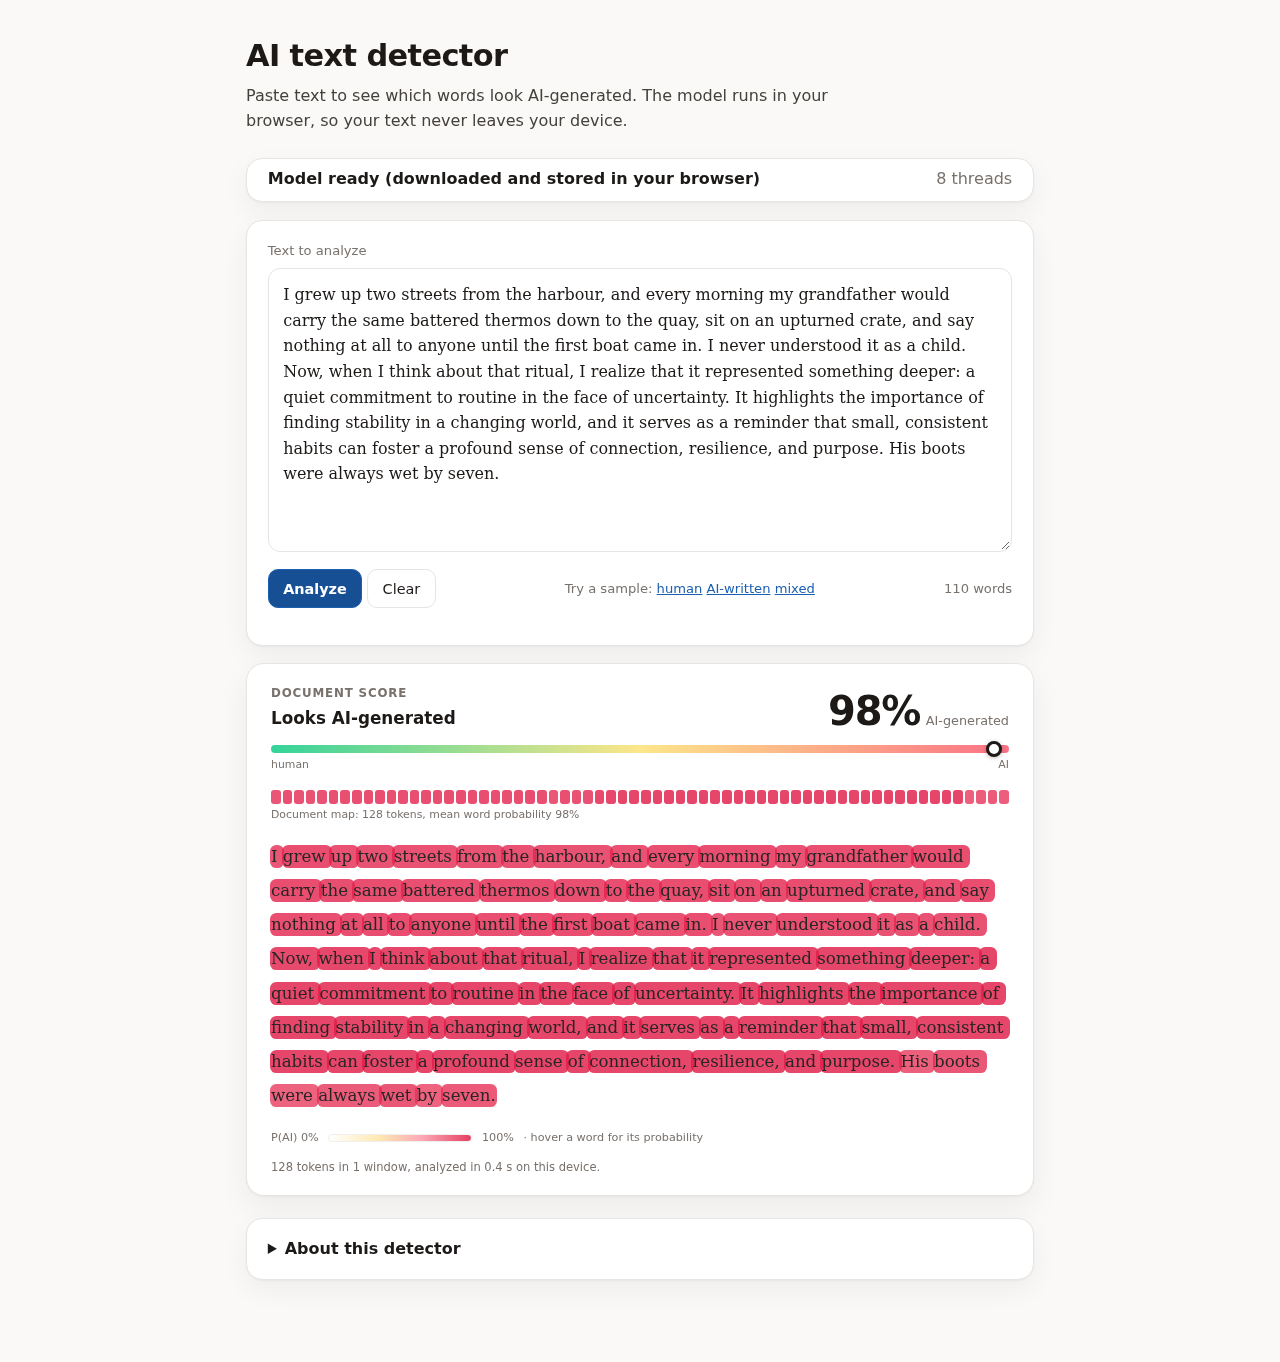 AI text detector
Paste text to see which words look AI-generated. The model runs in your
browser, so your text never leaves your device.
Model ready (downloaded and stored in your browser) 8 threads
Text to analyze
I grew up two streets from the harbour, and every morning my grandfather would
carry the same battered thermos down to the quay, sit on an upturned crate, and say
nothing at all to anyone until the first boat came in. I never understood it as a child.
Now, when I think about that ritual, I realize that it represented something deeper: a
quiet commitment to routine in the face of uncertainty. It highlights the importance of
finding stability in a changing world, and it serves as a reminder that small, consistent
habits can foster a profound sense of connection, resilience, and purpose. His boots
were always wet by seven.
Analyze Clear Try a sample: human AI-written mixed 110 words
DOCUMENT SCORE
Looks AI-generated 98% AI-generated
human AI
Document map: 128 tokens, mean word probability 98%
I grew up two streets from the harbour, and every morning my grandfather would
carry the same battered thermos down to the quay, sit on an upturned crate, and say
nothing at all to anyone until the first boat came in. I never understood it as a child.
Now, when I think about that ritual, I realize that it represented something deeper: a
quiet commitment to routine in the face of uncertainty. It highlights the importance of
finding stability in a changing world, and it serves as a reminder that small, consistent
habits can foster a profound sense of connection, resilience, and purpose. His boots
were always wet by seven.
P(AI) 0% 100% · hover a word for its probability
128 tokens in 1 window, analyzed in 0.4 s on this device.
About this detector